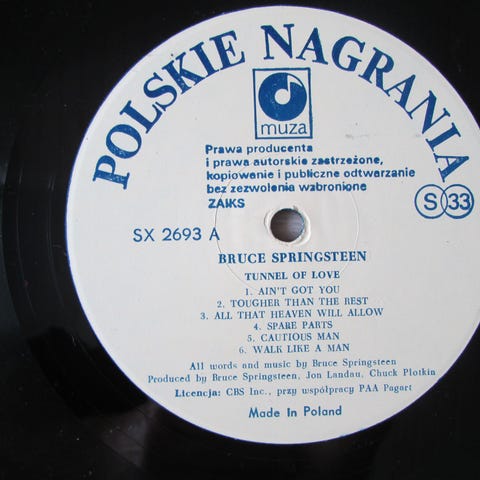 POLSKIE NAGRANIA
muza
Prawa producenta
i prawa autorskie zastrzeżone,
kopiowanie i publiczne odtwarzanie
bez zezwolenia wzbronione
ZAIKS
S 33
SX 2693 A
BRUCE SPRINGSTEEN
TUNNEL OF LOVE
1. AIN'T GOT YOU
2. TOUGHER THAN THE REST
3. ALL THAT HEAVEN WILL ALLOW
4. SPARE PARTS
5. CAUTIOUS MAN
6. WALK LIKE A MAN
All words and music by Bruce Springsteen
Produced by Bruce Springsteen, Jon Landau, Chuck Plotkin
Licencja: CBS Inc., przy współpracy PAA Pagart
Made In Poland